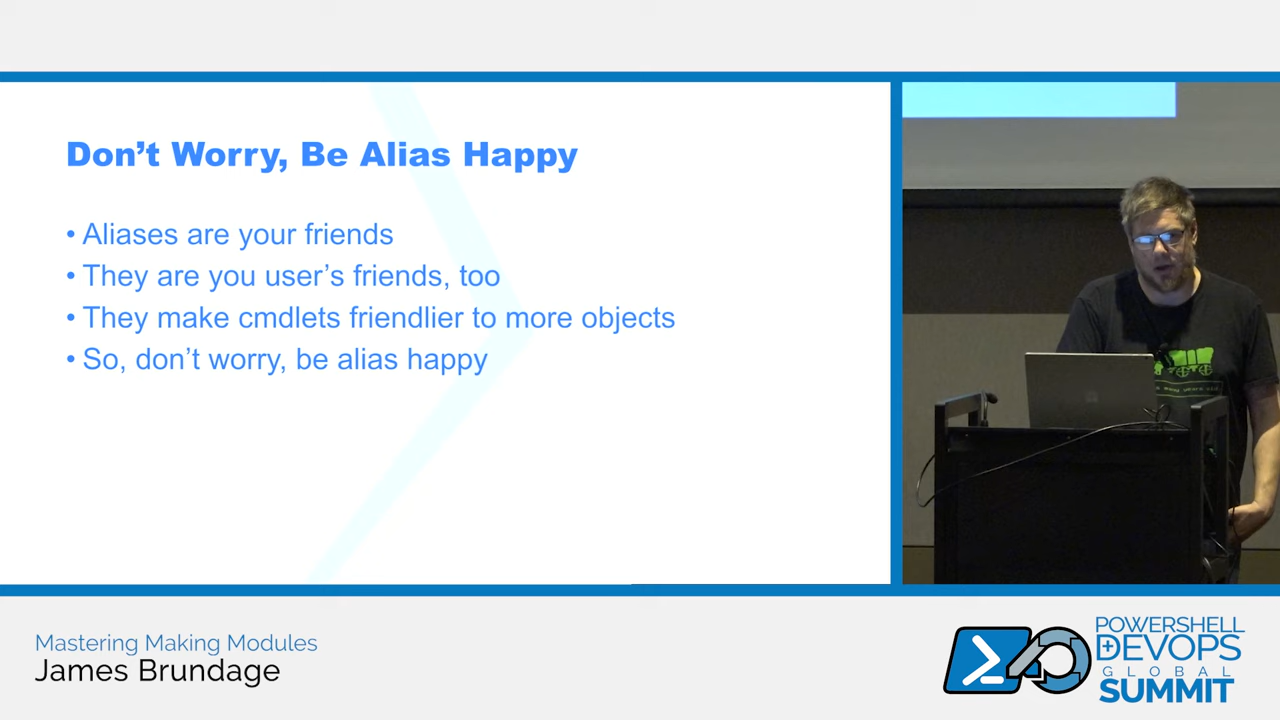 Don't Worry, Be Alias Happy
• Aliases are your friends
• They are you user's friends, too
• They make cmdlets friendlier to more objects
• So, don't worry, be alias happy
Mastering Making Modules
James Brundage
POWERSHELL
DEVOPS
GLOBAL
SUMMIT